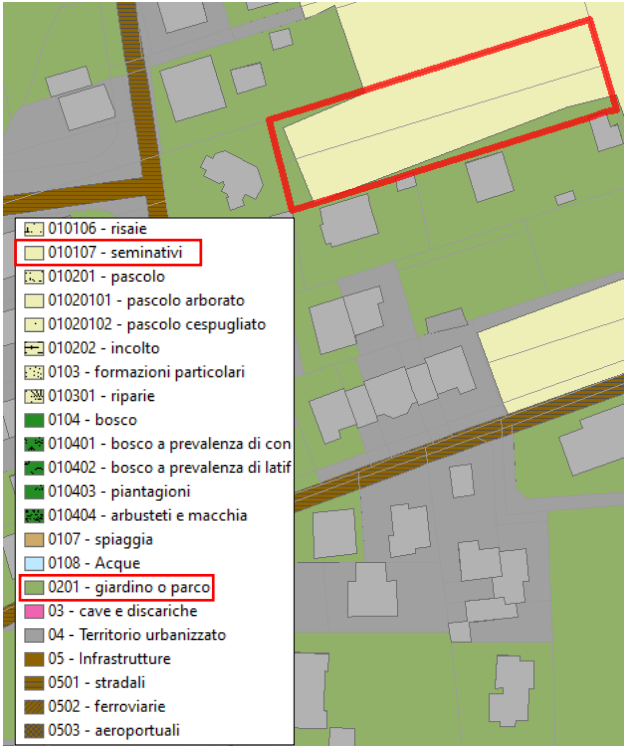 010106 - risaie
010107 - seminativi
010201 - pascolo
01020101 - pascolo arborato
01020102 - pascolo cespugliato
010202 - incolto
0103 - formazioni particolari
010301 - riparie
0104 - bosco
010401 - bosco a prevalenza di con
010402 - bosco a prevalenza di latif
010403 - piantagioni
010404 - arbusteti e macchia
0107 - spiaggia
0108 - Acque
0201 - giardino o parco
03 - cave e discariche
04 - Territorio urbanizzato
05 - Infrastrutture
0501 - stradali
0502 - ferroviarie
0503 - aeroportuali